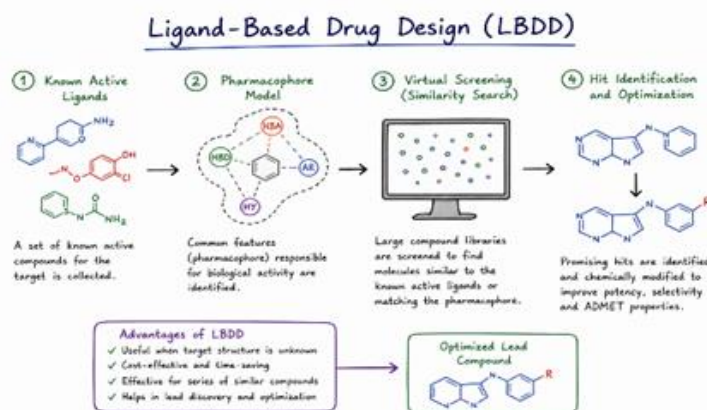 Ligand-Based Drug Design (LBDD)
1 Known Active
Ligands
NH₂
N
OH
Cl
O
NH₂
A set of known active
compounds for the
target is collected.
2 Pharmacophore
Model
HBA
HBD
AR
HY
Common features
(pharmacophore) responsible
for biological activity are
identified.
3 Virtual Screening
(Similarity Search)
Large compound libraries
are screened to find
molecules similar to the
known active ligands or
matching the pharmacophore.
4 Hit Identification
and Optimization
N
N
N
N
N
N
R
Promising hits are identified
and chemically modified to
improve potency, selectivity
and ADMET properties.
Advantages of LBDD
✓ Useful when target structure is unknown
✓ Cost-effective and time-saving
✓ Effective for series of similar compounds
✓ Helps in lead discovery and optimization
Optimized Lead
Compound
N
N
R